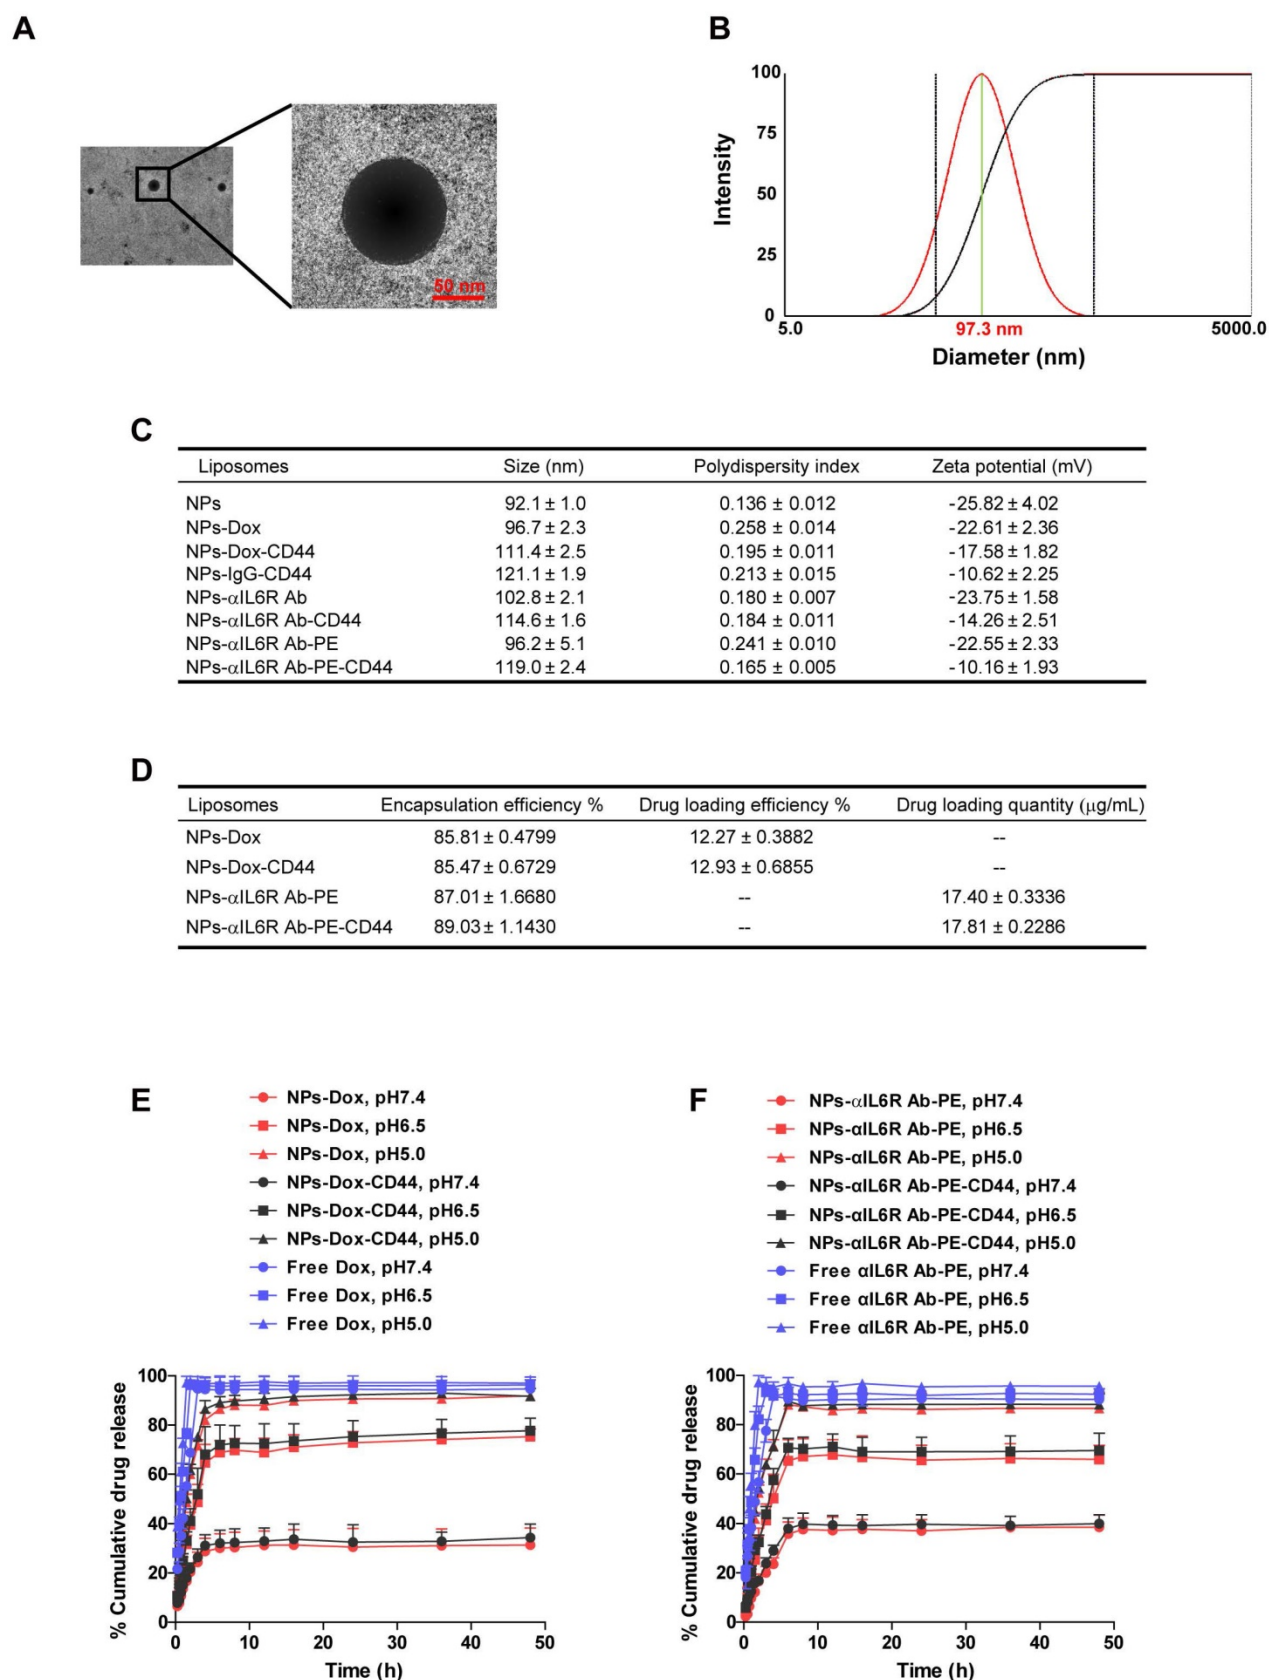 A
50 nm
B
100
75
50
25
0
Intensity
5.0
97.3 nm
5000.0
Diameter (nm)
C
Liposomes Size (nm) Polydispersity index Zeta potential (mV)
NPs 92.1 ± 1.0 0.136 ± 0.012 -25.82 ± 4.02
NPs-Dox 96.7 ± 2.3 0.258 ± 0.014 -22.61 ± 2.36
NPs-Dox-CD44 111.4 ± 2.5 0.195 ± 0.011 -17.58 ± 1.82
NPs-IgG-CD44 121.1 ± 1.9 0.213 ± 0.015 -10.62 ± 2.25
NPs-αIL6R Ab 102.8 ± 2.1 0.180 ± 0.007 -23.75 ± 1.58
NPs-αIL6R Ab-CD44 114.6 ± 1.6 0.184 ± 0.011 -14.26 ± 2.51
NPs-αIL6R Ab-PE 96.2 ± 5.1 0.241 ± 0.010 -22.55 ± 2.33
NPs-αIL6R Ab-PE-CD44 119.0 ± 2.4 0.165 ± 0.005 -10.16 ± 1.93
D
Liposomes Encapsulation efficiency % Drug loading efficiency % Drug loading quantity (µg/mL)
NPs-Dox 85.81 ± 0.4799 12.27 ± 0.3882 --
NPs-Dox-CD44 85.47 ± 0.6729 12.93 ± 0.6855 --
NPs-αIL6R Ab-PE 87.01 ± 1.6680 -- 17.40 ± 0.3336
NPs-αIL6R Ab-PE-CD44 89.03 ± 1.1430 -- 17.81 ± 0.2286
E
NPs-Dox, pH7.4
NPs-Dox, pH6.5
NPs-Dox, pH5.0
NPs-Dox-CD44, pH7.4
NPs-Dox-CD44, pH6.5
NPs-Dox-CD44, pH5.0
Free Dox, pH7.4
Free Dox, pH6.5
Free Dox, pH5.0
% Cumulative drug release
100
80
60
40
20
0
0 10 20 30 40 50
Time (h)
F
NPs-αIL6R Ab-PE, pH7.4
NPs-αIL6R Ab-PE, pH6.5
NPs-αIL6R Ab-PE, pH5.0
NPs-αIL6R Ab-PE-CD44, pH7.4
NPs-αIL6R Ab-PE-CD44, pH6.5
NPs-αIL6R Ab-PE-CD44, pH5.0
Free αIL6R Ab-PE, pH7.4
Free αIL6R Ab-PE, pH6.5
Free αIL6R Ab-PE, pH5.0
% Cumulative drug release
100
80
60
40
20
0
0 10 20 30 40 50
Time (h)